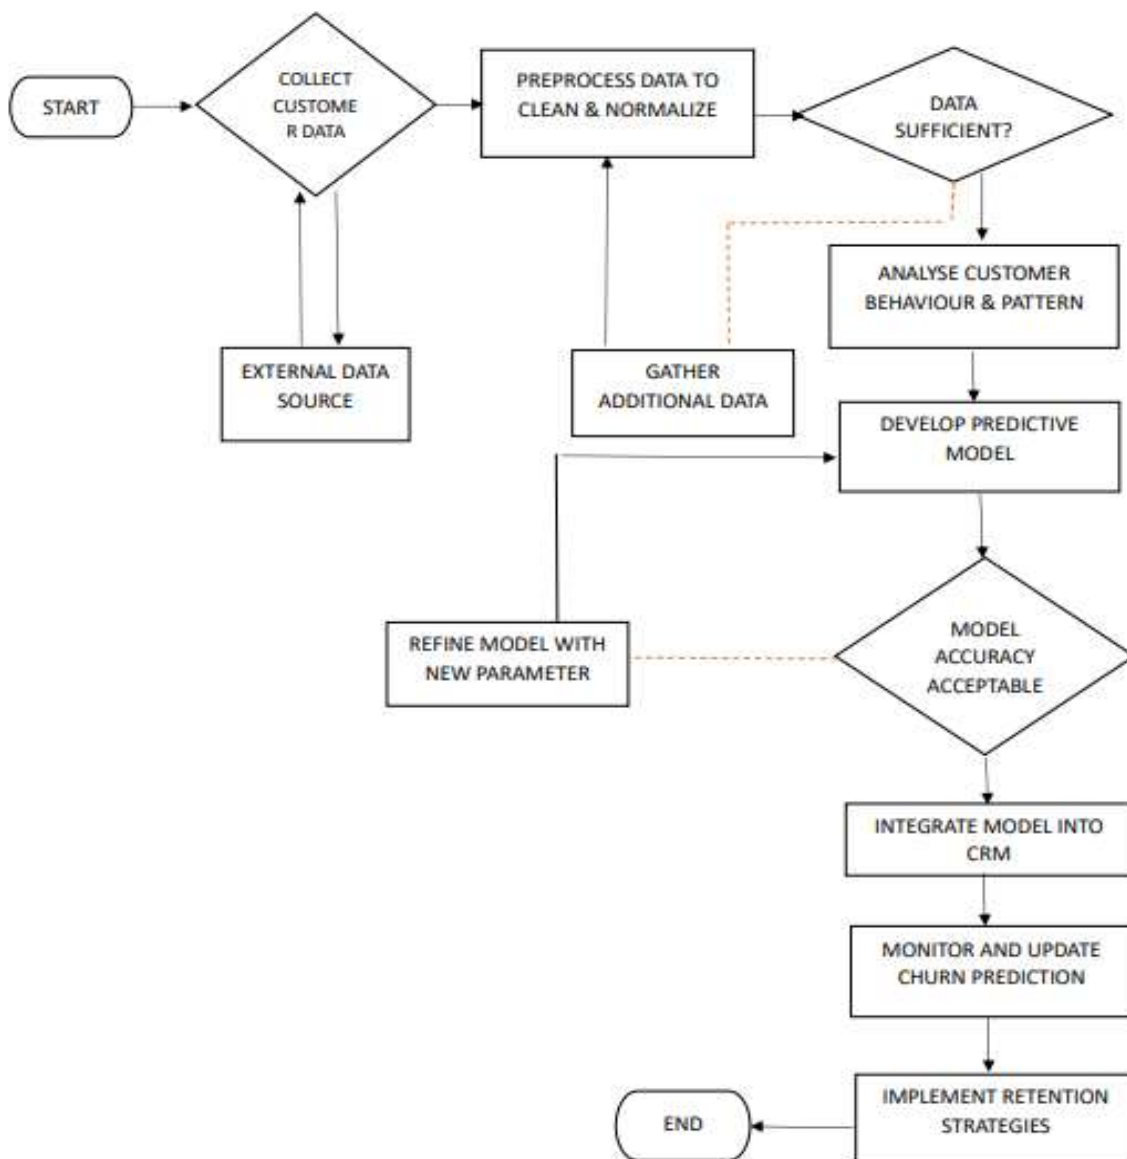 START
COLLECT
CUSTOME
R DATA
PREPROCESS DATA TO
CLEAN & NORMALIZE
DATA
SUFFICIENT?
ANALYSE CUSTOMER
BEHAVIOUR & PATTERN
EXTERNAL DATA
SOURCE
GATHER
ADDITIONAL DATA
DEVELOP PREDICTIVE
MODEL
REFINE MODEL WITH
NEW PARAMETER
MODEL
ACCURACY
ACCEPTABLE
INTEGRATE MODEL INTO
CRM
MONITOR AND UPDATE
CHURN PREDICTION
IMPLEMENT RETENTION
STRATEGIES
END